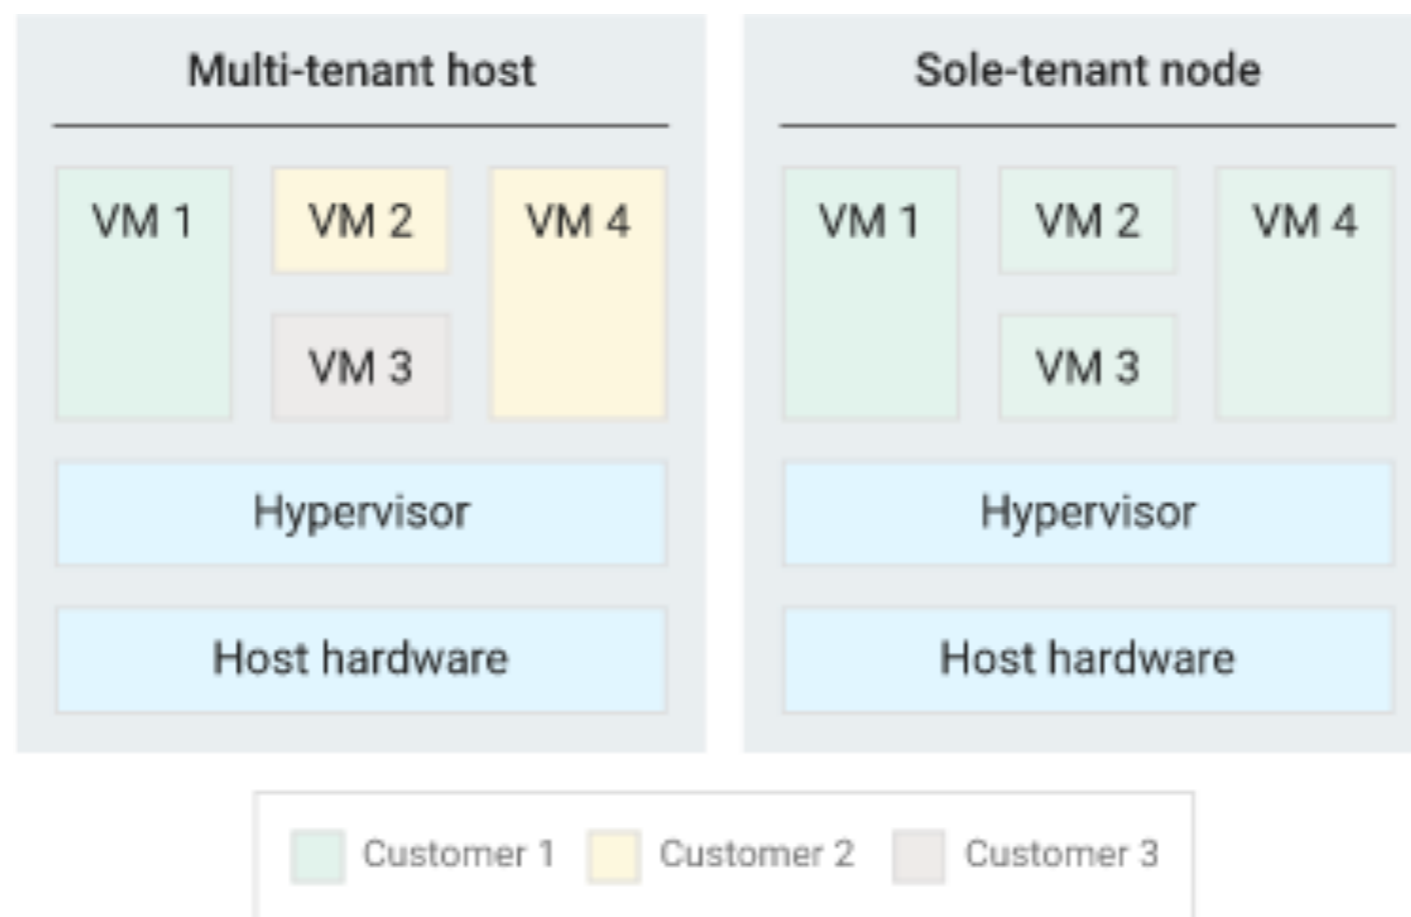 Multi-tenant host
VM 1
VM 2
VM 4
VM 3
Hypervisor
Host hardware
Sole-tenant node
VM 1
VM 2
VM 4
VM 3
Hypervisor
Host hardware
Customer 1
Customer 2
Customer 3